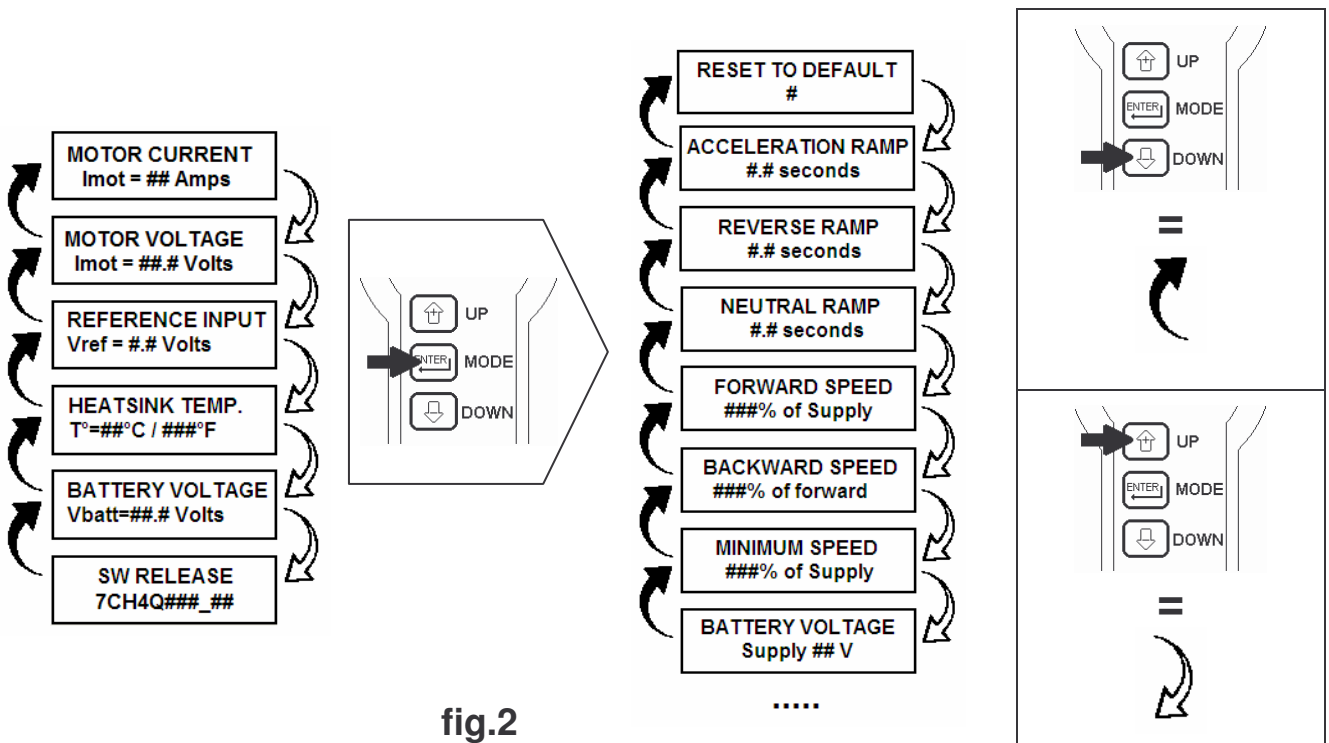 MOTOR CURRENT
Imot = ## Amps
MOTOR VOLTAGE
Imot = ##.# Volts
REFERENCE INPUT
Vref = #.# Volts
HEATSINK TEMP.
T°=##°C / ###°F
BATTERY VOLTAGE
Vbatt=##.# Volts
SW RELEASE
7CH4Q###_##
UP
ENTER
MODE
DOWN
RESET TO DEFAULT
#
ACCELERATION RAMP
#.# seconds
REVERSE RAMP
#.# seconds
NEUTRAL RAMP
#.# seconds
FORWARD SPEED
###% of Supply
BACKWARD SPEED
###% of forward
MINIMUM SPEED
###% of Supply
BATTERY VOLTAGE
Supply ## V
.....
UP
ENTER
MODE
DOWN
=
UP
ENTER
MODE
DOWN
=
fig.2